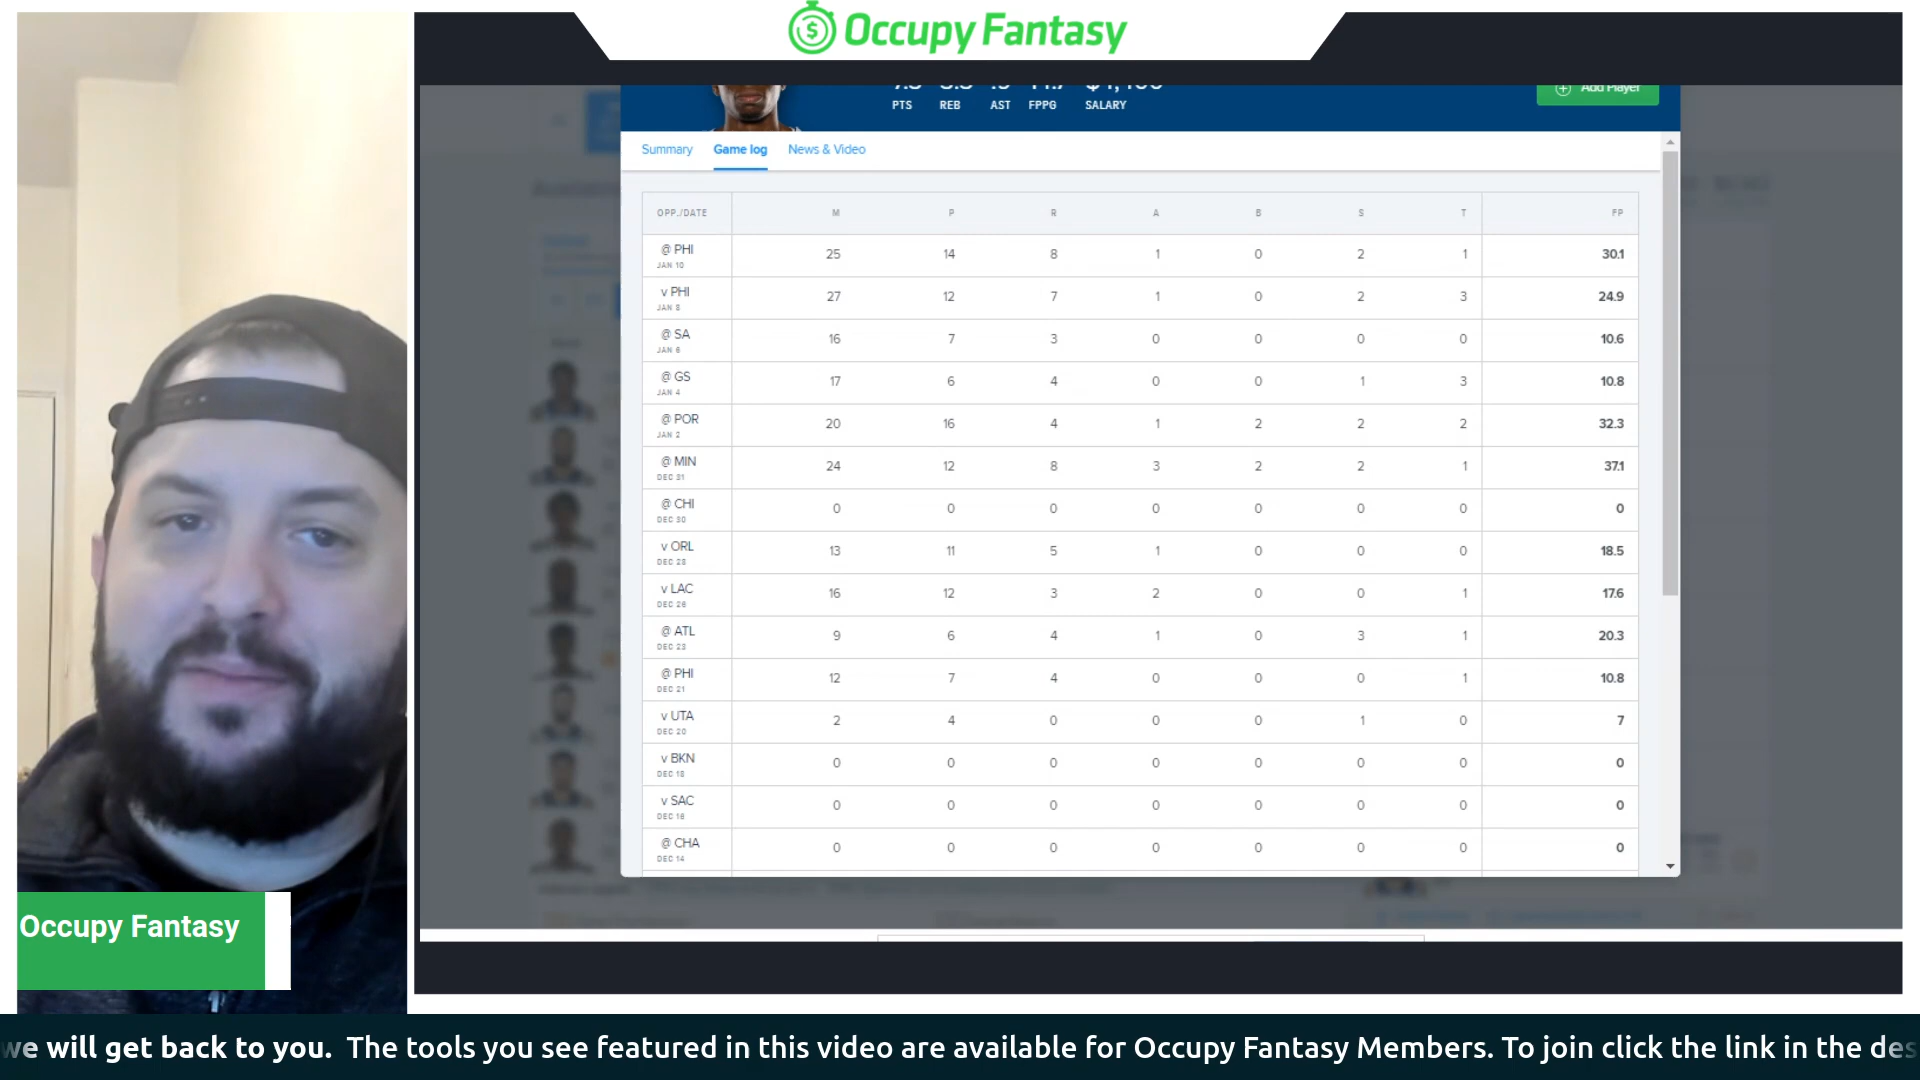 Occupy Fantasy
PTS REB AST FPPG SALARY
Add Player
Summary Game log News & Video
OPP./DATE M P R A B S T FP
@ PHI JAN 10 25 14 8 1 0 2 1 30.1
v PHI JAN 8 27 12 7 1 0 2 3 24.9
@ SA JAN 6 16 7 3 0 0 0 0 10.6
@ GS JAN 4 17 6 4 0 0 1 3 10.8
@ POR JAN 2 20 16 4 1 2 2 2 32.3
@ MIN DEC 31 24 12 8 3 2 2 1 37.1
@ CHI DEC 30 0 0 0 0 0 0 0 0
v ORL DEC 28 13 11 5 1 0 0 0 18.5
v LAC DEC 26 16 12 3 2 0 0 1 17.6
@ ATL DEC 23 9 6 4 1 0 3 1 20.3
@ PHI DEC 21 12 7 4 0 0 0 1 10.8
v UTA DEC 20 2 4 0 0 0 1 0 7
v BKN DEC 18 0 0 0 0 0 0 0 0
v SAC DEC 16 0 0 0 0 0 0 0 0
@ CHA DEC 14 0 0 0 0 0 0 0 0
Occupy Fantasy
we will get back to you. The tools you see featured in this video are available for Occupy Fantasy Members. To join click the link in the des